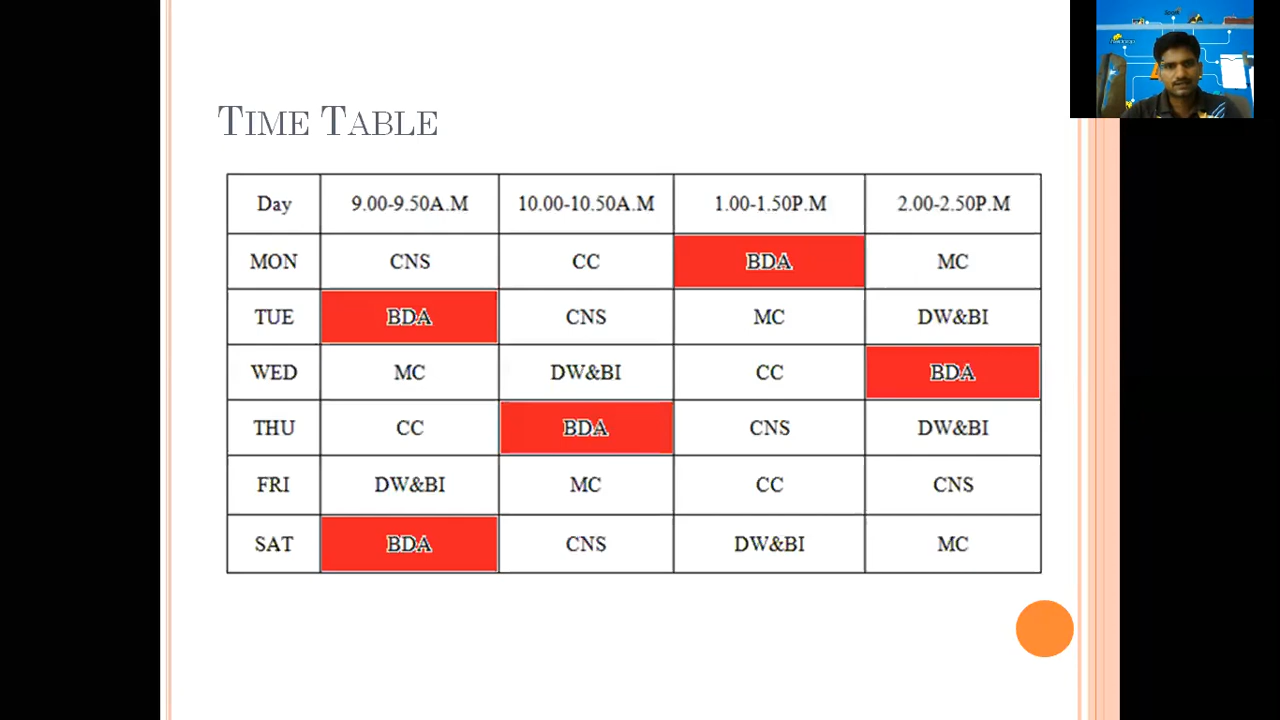 TIME TABLE
Day 9.00-9.50A.M 10.00-10.50A.M 1.00-1.50P.M 2.00-2.50P.M
MON CNS CC BDA MC
TUE BDA CNS MC DW&BI
WED MC DW&BI CC BDA
THU CC BDA CNS DW&BI
FRI DW&BI MC CC CNS
SAT BDA CNS DW&BI MC